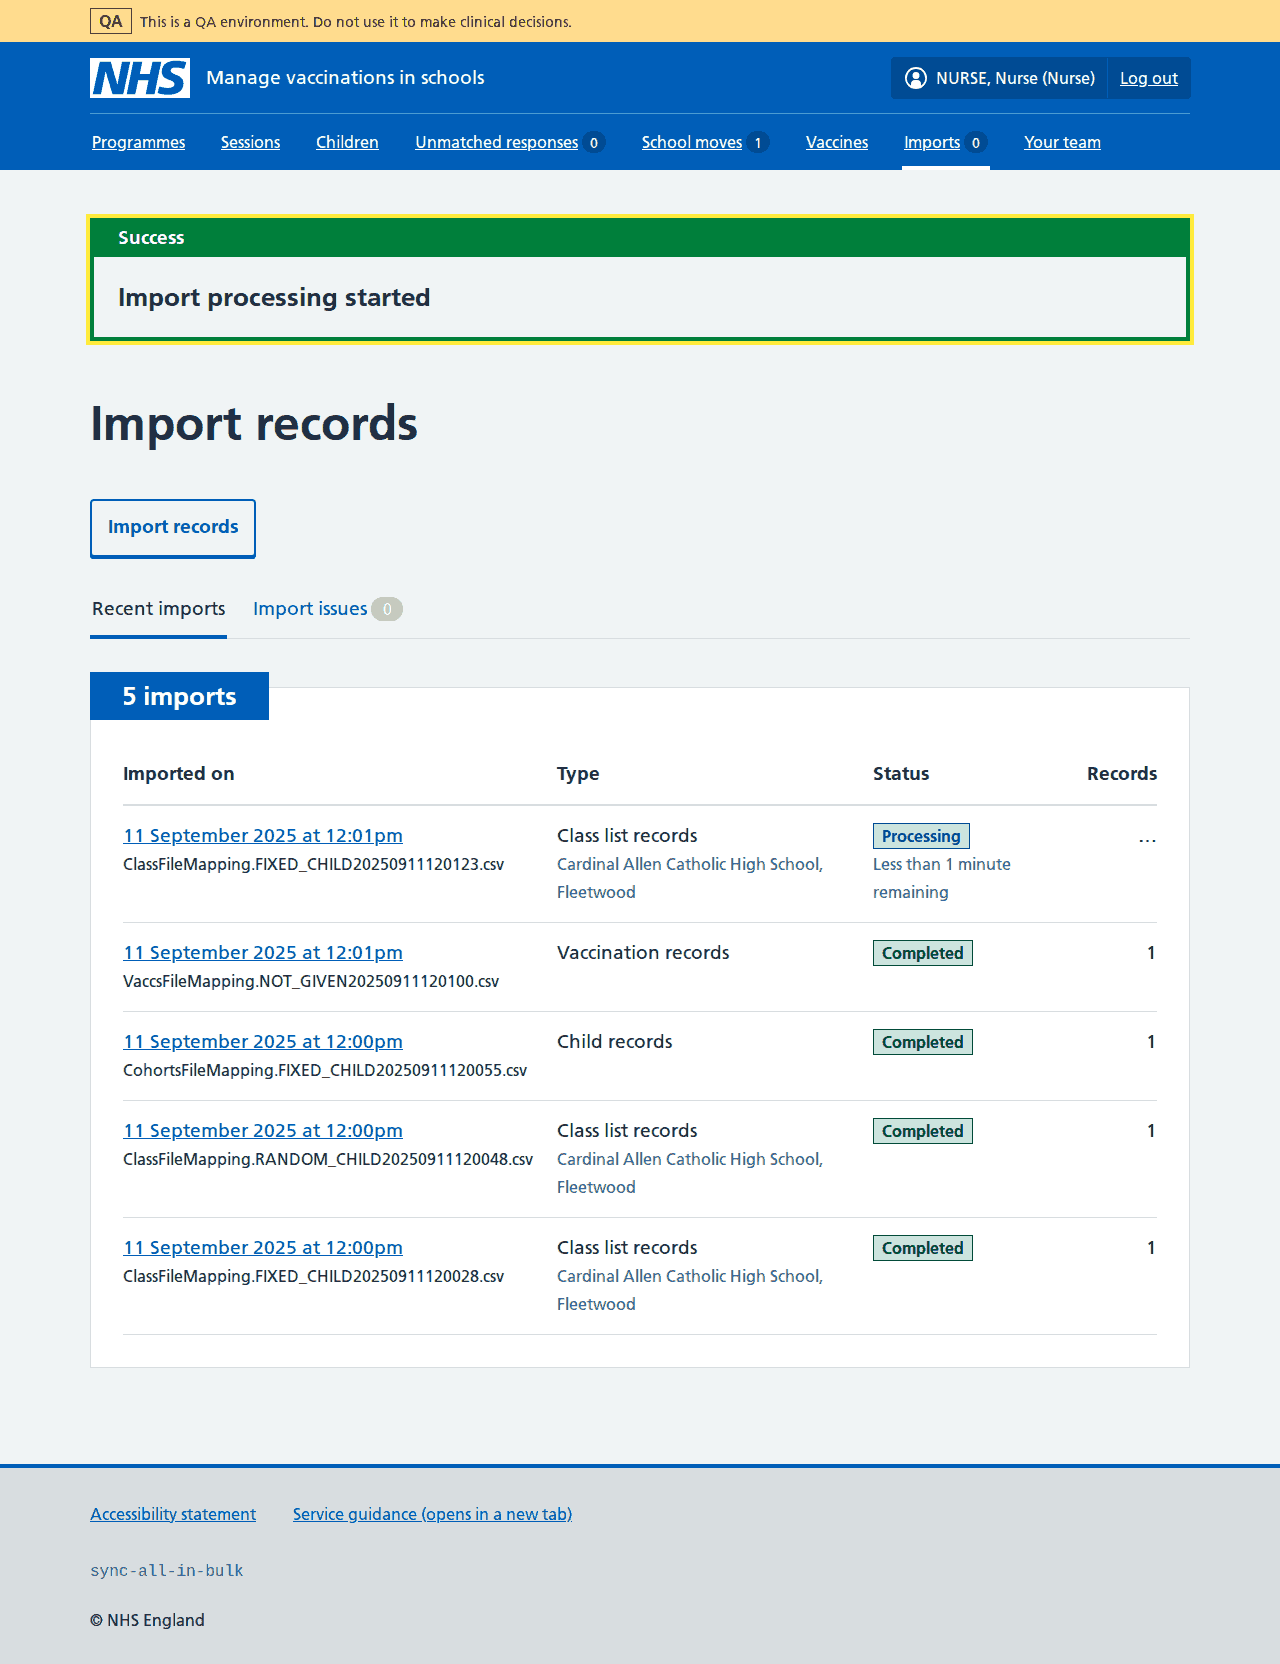 QA This is a QA environment. Do not use it to make clinical decisions.
NHS Manage vaccinations in schools NURSE, Nurse (Nurse) Log out
Programmes Sessions Children Unmatched responses 0 School moves 1 Vaccines Imports 0 Your team
Success
Import processing started
Import records
Import records
Recent imports Import issues 0
5 imports
Imported on Type Status Records
11 September 2025 at 12:01pm Class list records Processing ...
ClassFileMapping.FIXED_CHILD20250911120123.csv Cardinal Allen Catholic High School, Less than 1 minute
Fleetwood remaining
11 September 2025 at 12:01pm Vaccination records Completed 1
VaccsFileMapping.NOT_GIVEN20250911120100.csv
11 September 2025 at 12:00pm Child records Completed 1
CohortsFileMapping.FIXED_CHILD20250911120055.csv
11 September 2025 at 12:00pm Class list records Completed 1
ClassFileMapping.RANDOM_CHILD20250911120048.csv Cardinal Allen Catholic High School,
Fleetwood
11 September 2025 at 12:00pm Class list records Completed 1
ClassFileMapping.FIXED_CHILD20250911120028.csv Cardinal Allen Catholic High School,
Fleetwood
Accessibility statement Service guidance (opens in a new tab)
sync-all-in-bulk
© NHS England